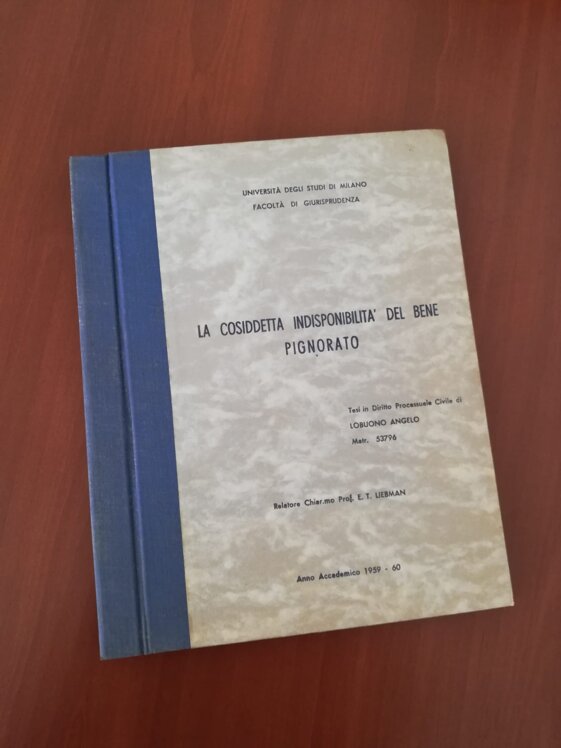 UNIVERSITÀ DEGLI STUDI DI MILANO
FACOLTÀ DI GIURISPRUDENZA
LA COSIDDETTA INDISPONIBILITA' DEL BENE
PIGNORATO
Tesi in Diritto Processuale Civile di
LOBUONO ANGELO
Matr. 53796
Relatore Chiar.mo Prof. E. T. LIEBMAN
Anno Accademico 1959 - 60